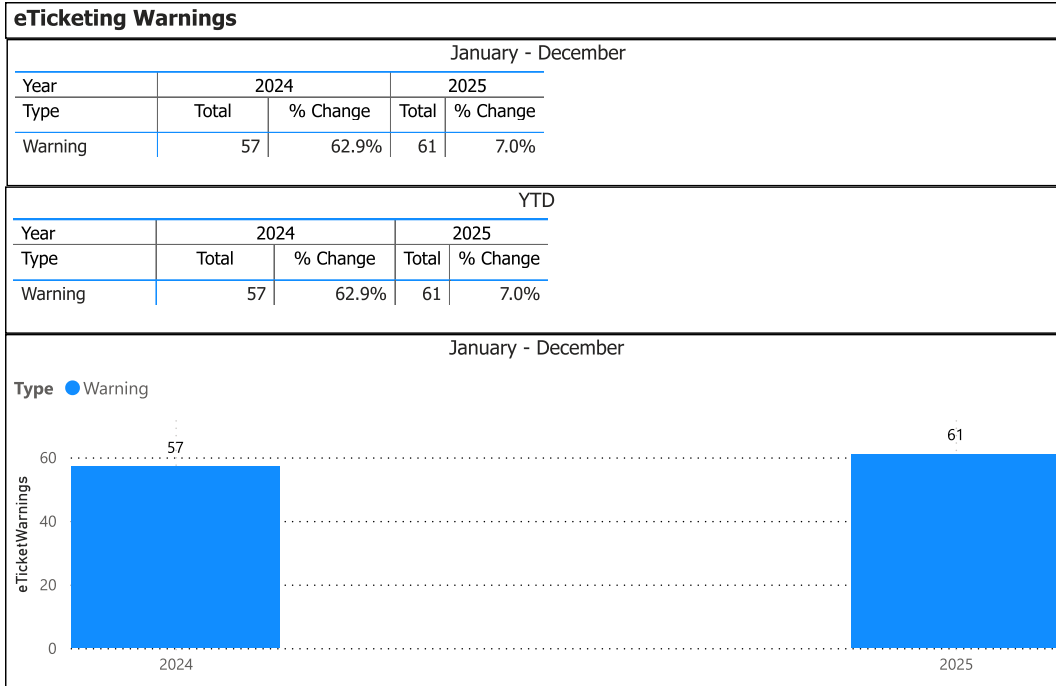 eTicketing Warnings
January - December
Year 2024 2025
Type Total % Change Total % Change
Warning 57 62.9% 61 7.0%
YTD
Year 2024 2025
Type Total % Change Total % Change
Warning 57 62.9% 61 7.0%
January - December
Type Warning
57
61
60
40
20
0
eTicketWarnings
2024
2025